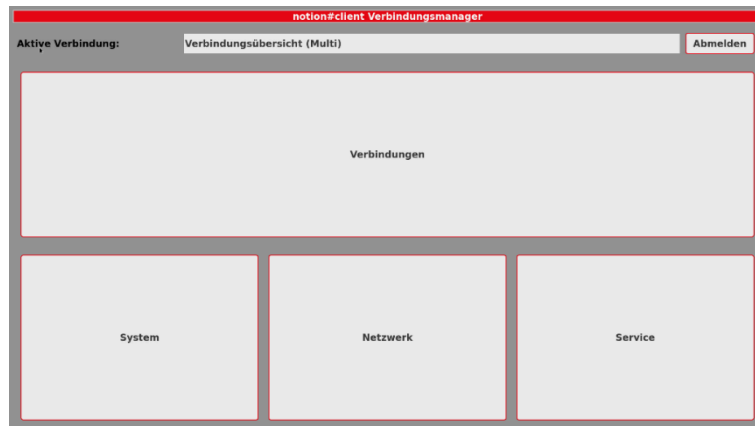 notion#client Verbindungsmanager
Aktive Verbindung: Verbindungsübersicht (Multi) Abmelden
Verbindungen
System Netzwerk Service